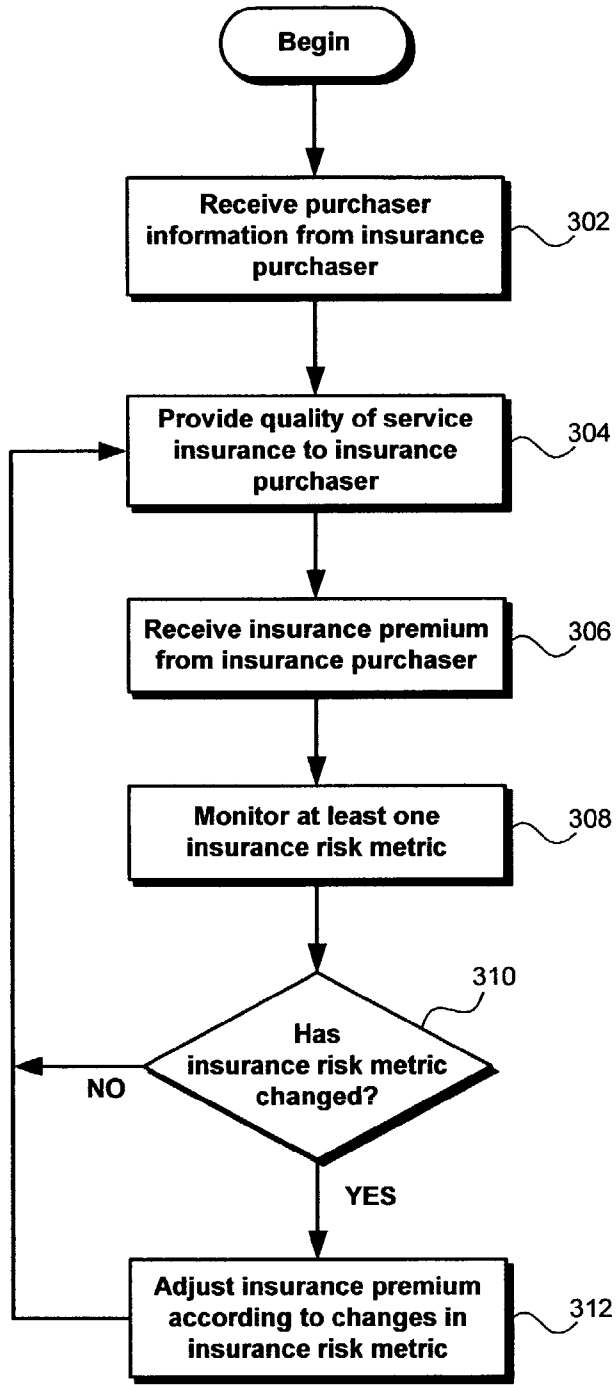 Begin
Receive purchaser
information from insurance
purchaser
302
Provide quality of service
insurance to insurance
purchaser
304
Receive insurance premium
from insurance purchaser
306
Monitor at least one
insurance risk metric
308
310
Has
insurance risk metric
changed?
NO
YES
Adjust insurance premium
according to changes in
insurance risk metric
312